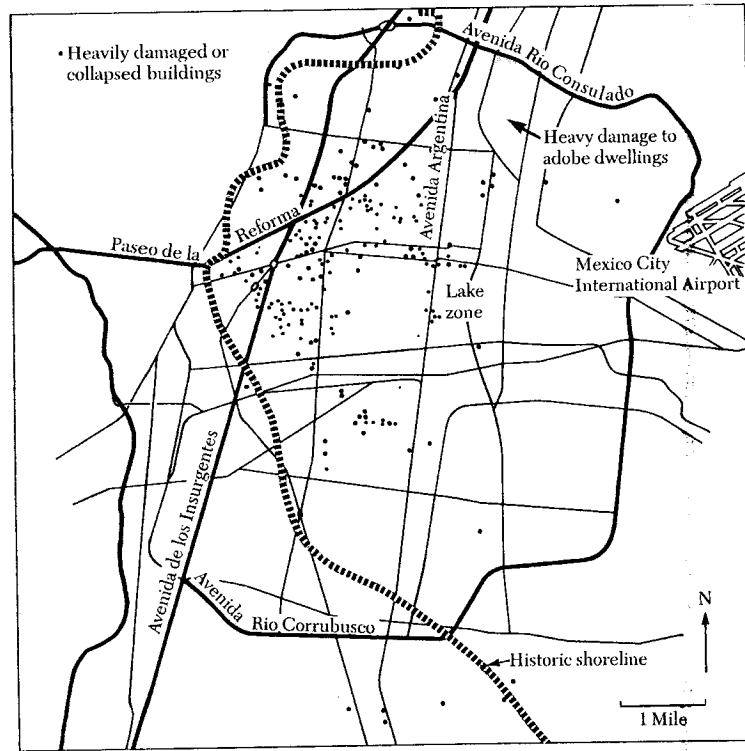 • Heavily damaged or
collapsed buildings
Avenida Rio Consulado
Avenida Argentina
Heavy damage to
adobe dwellings
Paseo de la
Reforma
Mexico City
International Airport
Lake
zone
Avenida de los Insurgentes
Avenida
Rio Corrubusco
Historic shoreline
N
1 Mile